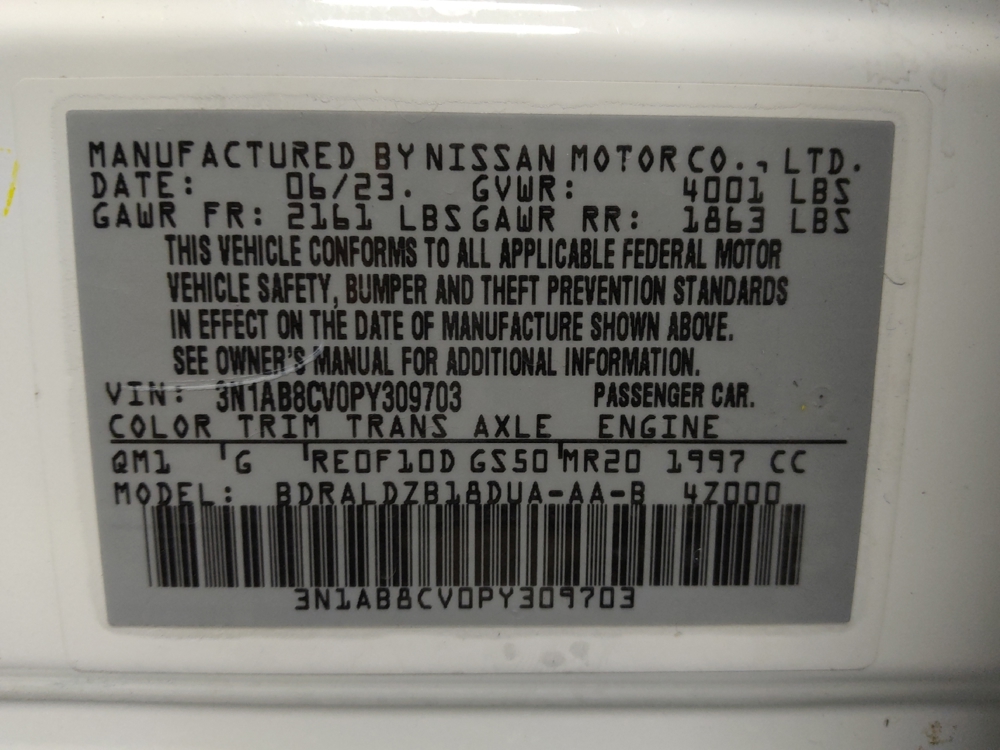 MANUFACTURED BY NISSAN MOTOR CO., LTD.
DATE: 06/23. GVWR: 4001 LBS
GAWR FR: 2161 LBS GAWR RR: 1863 LBS
THIS VEHICLE CONFORMS TO ALL APPLICABLE FEDERAL MOTOR
VEHICLE SAFETY, BUMPER AND THEFT PREVENTION STANDARDS
IN EFFECT ON THE DATE OF MANUFACTURE SHOWN ABOVE.
SEE OWNER'S MANUAL FOR ADDITIONAL INFORMATION.
VIN: 3N1AB8CV0PY309703 PASSENGER CAR.
COLOR TRIM TRANS AXLE ENGINE
QM1 G RE0F10D GS50 MR20 1997 CC
MODEL: BDRALDZB18DUA-AA-B 4Z000
3N1AB8CV0PY309703